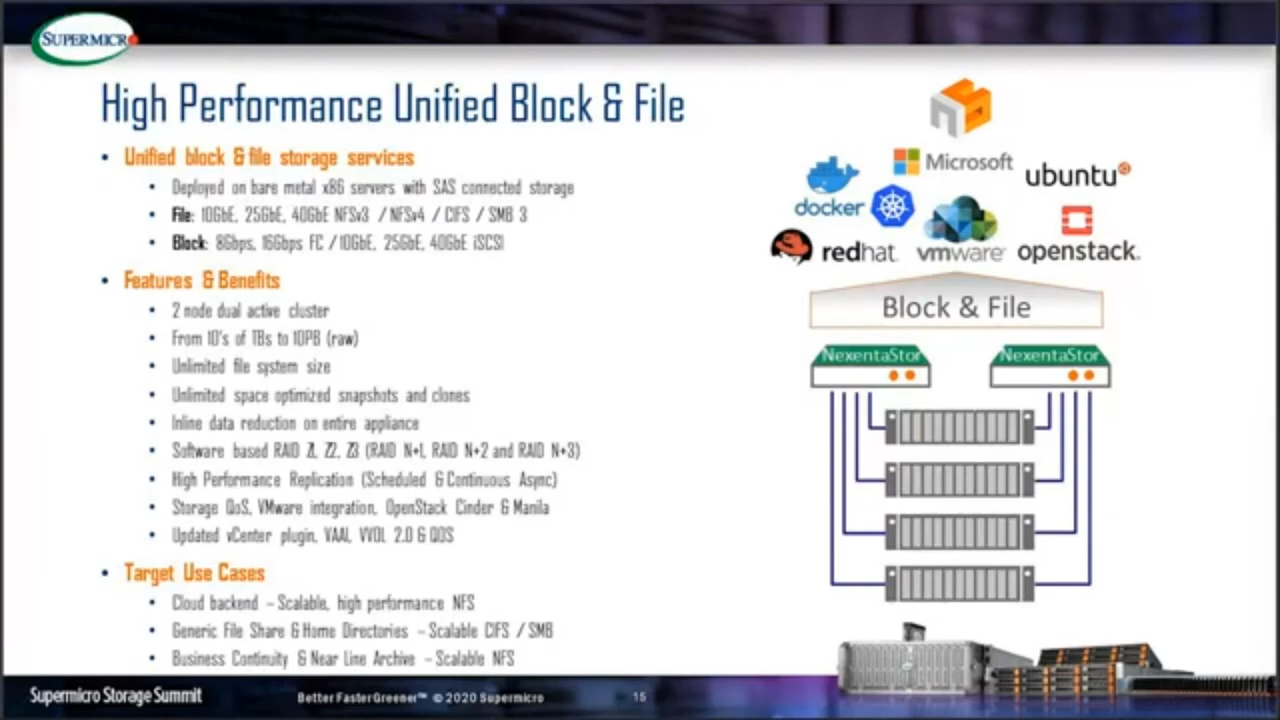 SUPERMICR
High Performance Unified Block & File
• Unified block & file storage services
• Deployed on bare metal x86 servers with SAS connected storage
• File: 10GbE, 25GbE, 40GbE NFSv3 / NFSv4 / CIFS / SMB 3
• Block: 8Gbps, 16Gbps FC / 10GbE, 25GbE, 40GbE iSCSI
• Features & Benefits
• 2 node dual active cluster
• From 10's of TBs to 10PB (raw)
• Unlimited file system size
• Unlimited space optimized snapshots and clones
• Inline data reduction on entire appliance
• Software based RAID Z1, Z2, Z3 (RAID N+1, RAID N+2 and RAID N+3)
• High Performance Replication (Scheduled & Continuous Async)
• Storage QoS, VMware integration, OpenStack Cinder & Manila
• Updated vCenter plugin, VAAI, VVOL 2.0 & QOS
• Target Use Cases
• Cloud backend – Scalable, high performance NFS
• Generic File Share & Home Directories – Scalable CIFS / SMB
• Business Continuity & Near Line Archive – Scalable NFS
Microsoft
docker
ubuntu
redhat.
vmware
openstack.
Block & File
NexentaStor
NexentaStor
Supermicro Storage Summit
Better Faster Greener™ © 2020 Supermicro
15